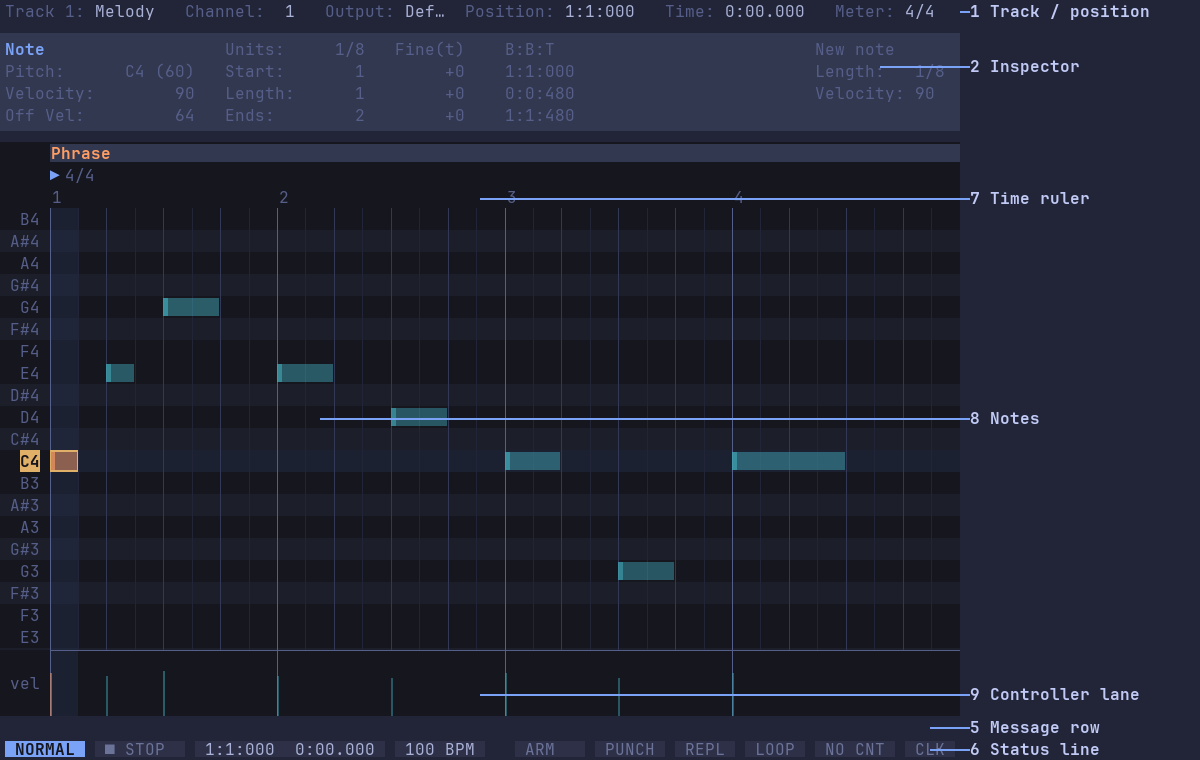 Track 1: Melody Channel: 1 Output: Def… Position: 1:1:000 Time: 0:00.000 Meter: 4/4 1 Track / position
Note Units: 1/8 Fine(t) B:B:T New note
Pitch: C4 (60) Start: 1 +0 1:1:000 Length: 1/8 2 Inspector
Velocity: 90 Length: 1 +0 0:0:480 Velocity: 90
Off Vel: 64 Ends: 2 +0 1:1:480
Phrase
4/4
1 2 3 4 7 Time ruler
B4
A#4
A4
G#4
G4
F#4
F4
E4
D#4
D4 8 Notes
C#4
C4
B3
A#3
A3
G#3
G3
F#3
F3
E3
vel 9 Controller lane
5 Message row
NORMAL STOP 1:1:000 0:00.000 100 BPM ARM PUNCH REPL LOOP NO CNT CLK 6 Status line